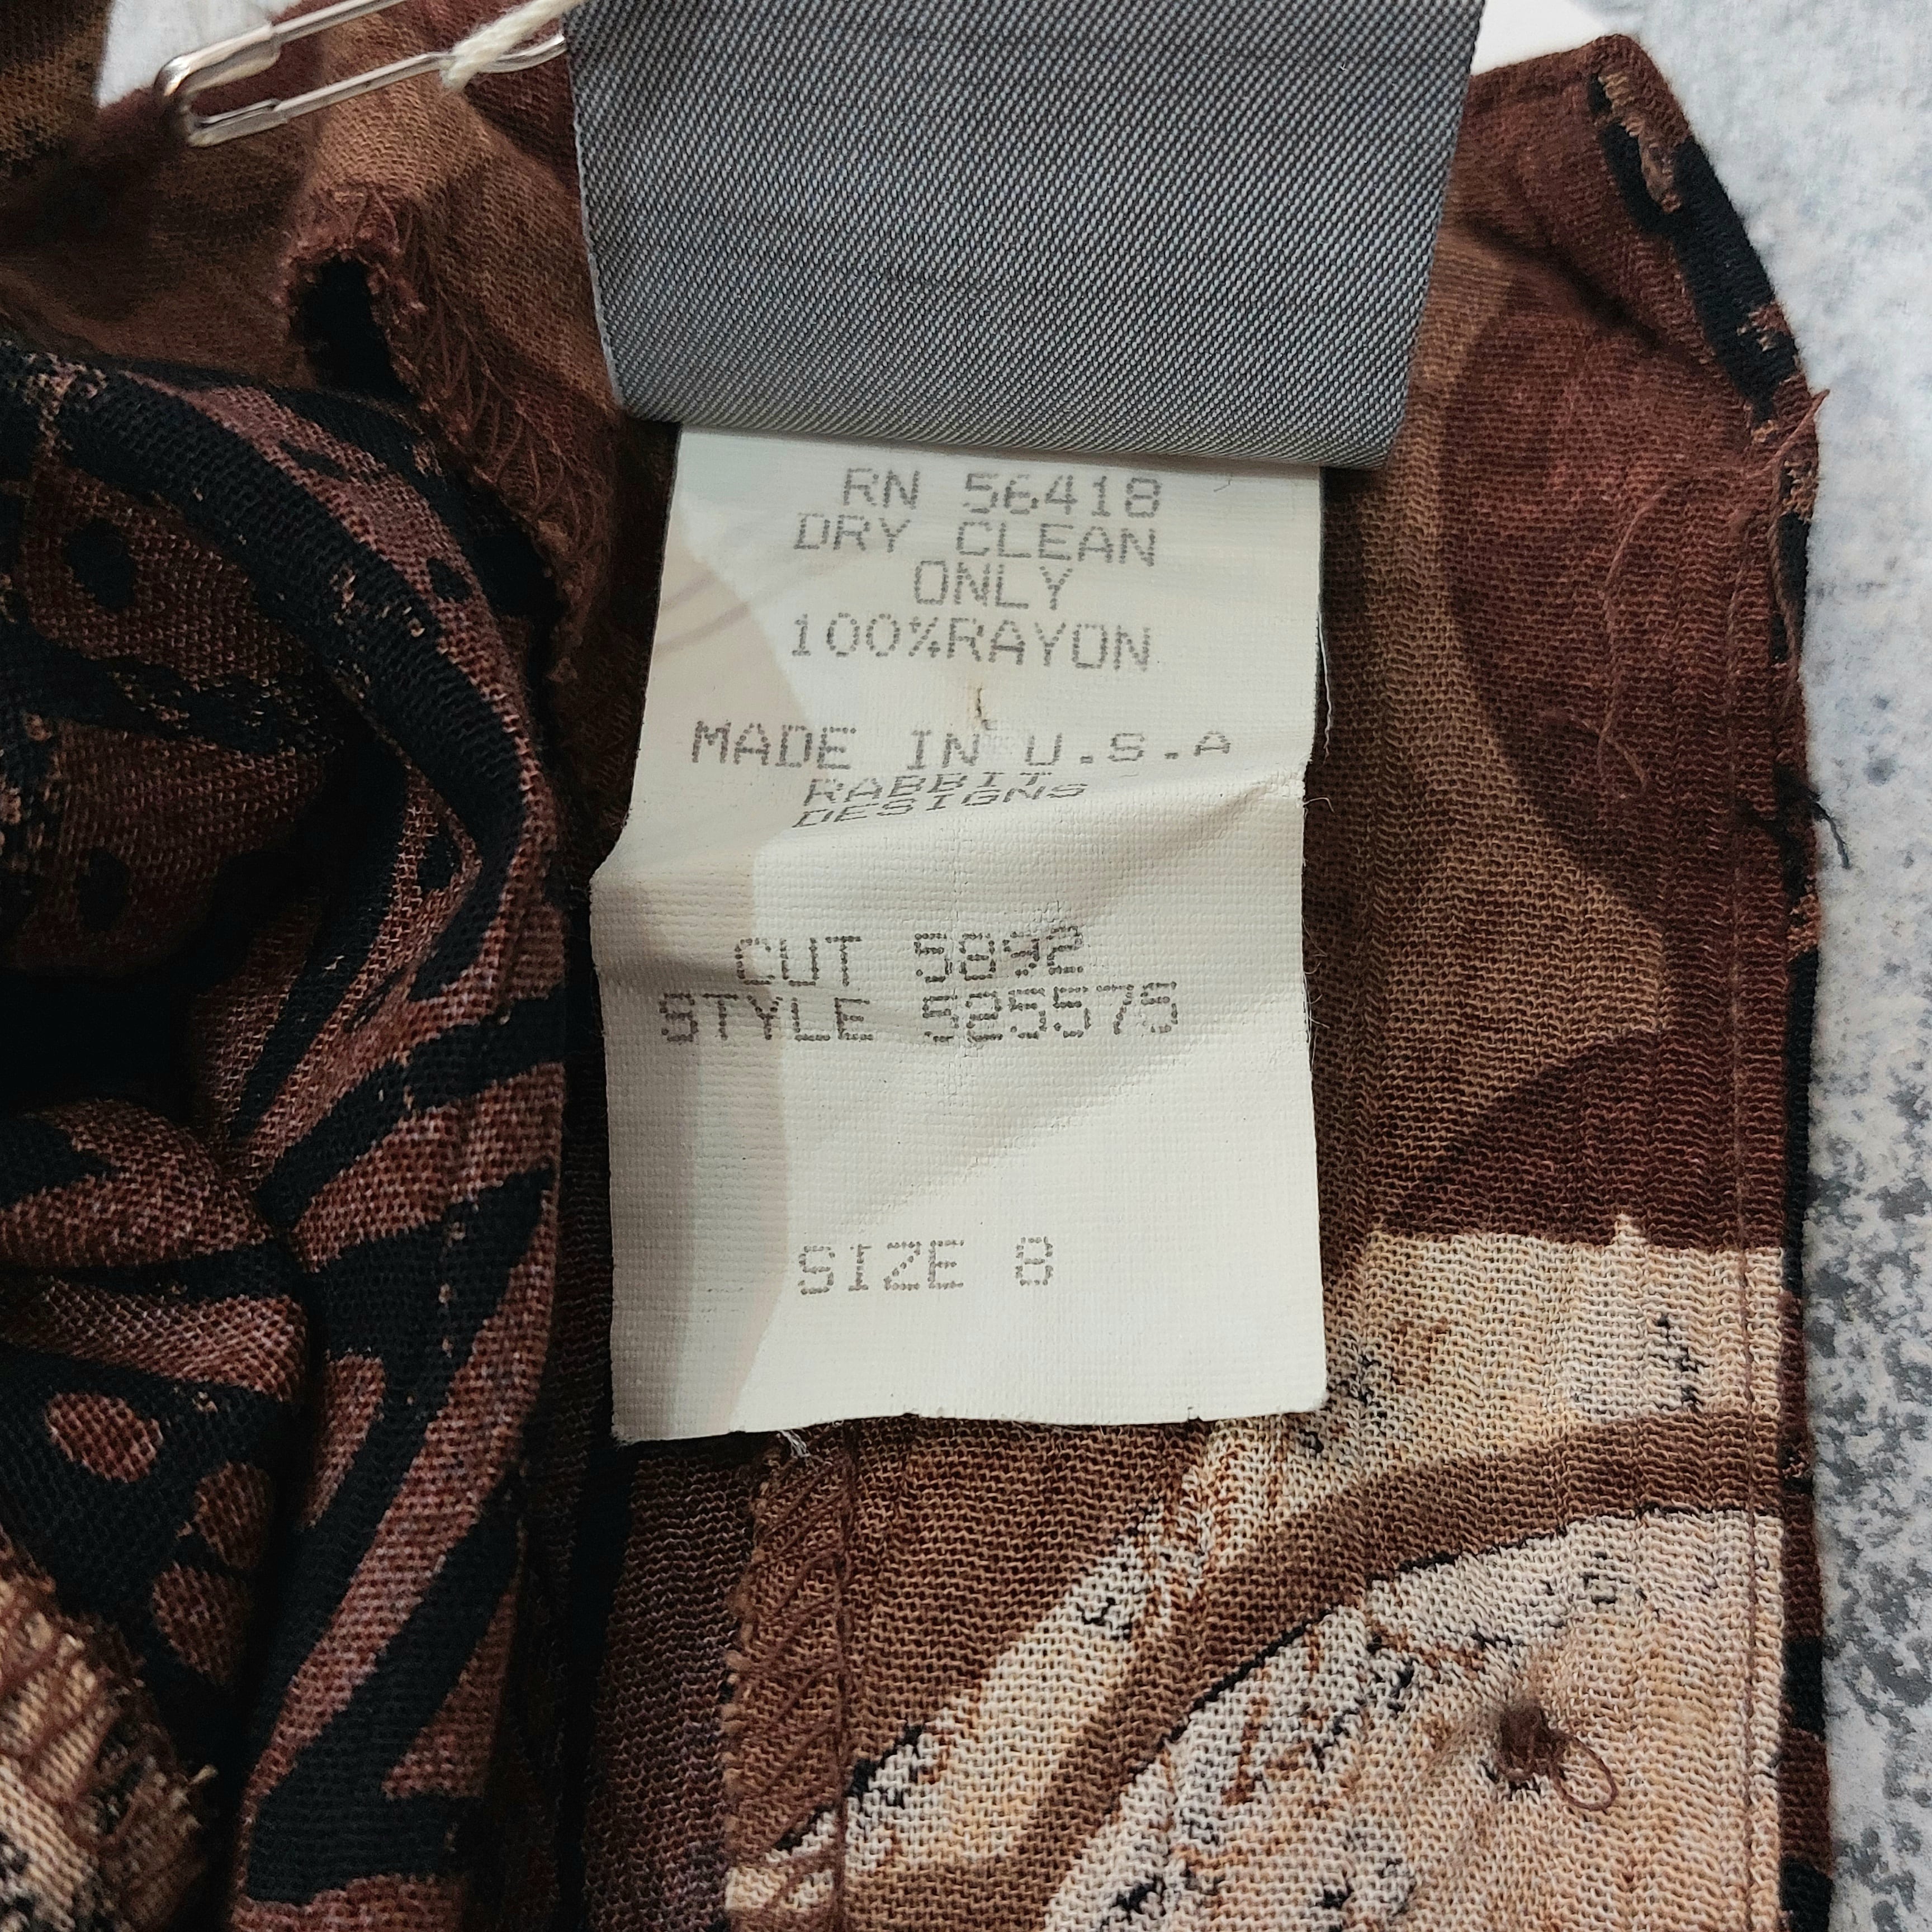 RN 56418
DRY CLEAN
ONLY
100%RAYON
MADE IN U.S.A
RABBIT
DESIGNS
CUT 5892
STYLE 525575
SIZE 8